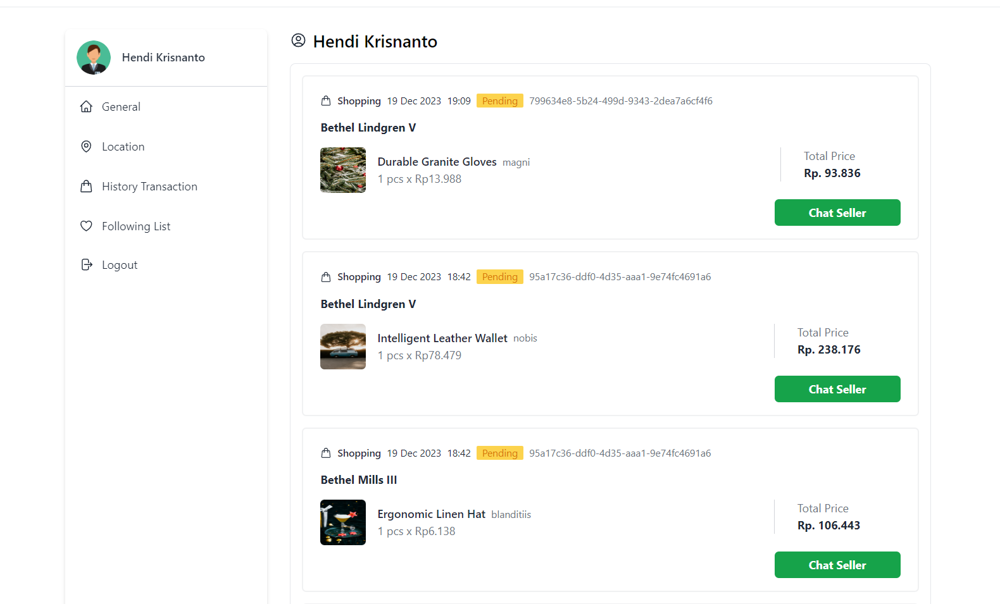 Hendi Krisnanto
General
Location
History Transaction
Following List
Logout
Hendi Krisnanto
Shopping 19 Dec 2023 19:09 Pending 799634e8-5b24-499d-9343-2dea7a6cf4f6
Bethel Lindgren V
Durable Granite Gloves magni
1 pcs x Rp13.988
Total Price
Rp. 93.836
Chat Seller
Shopping 19 Dec 2023 18:42 Pending 95a17c36-ddf0-4d35-aaa1-9e74fc4691a6
Bethel Lindgren V
Intelligent Leather Wallet nobis
1 pcs x Rp78.479
Total Price
Rp. 238.176
Chat Seller
Shopping 19 Dec 2023 18:42 Pending 95a17c36-ddf0-4d35-aaa1-9e74fc4691a6
Bethel Mills III
Ergonomic Linen Hat blanditiis
1 pcs x Rp6.138
Total Price
Rp. 106.443
Chat Seller